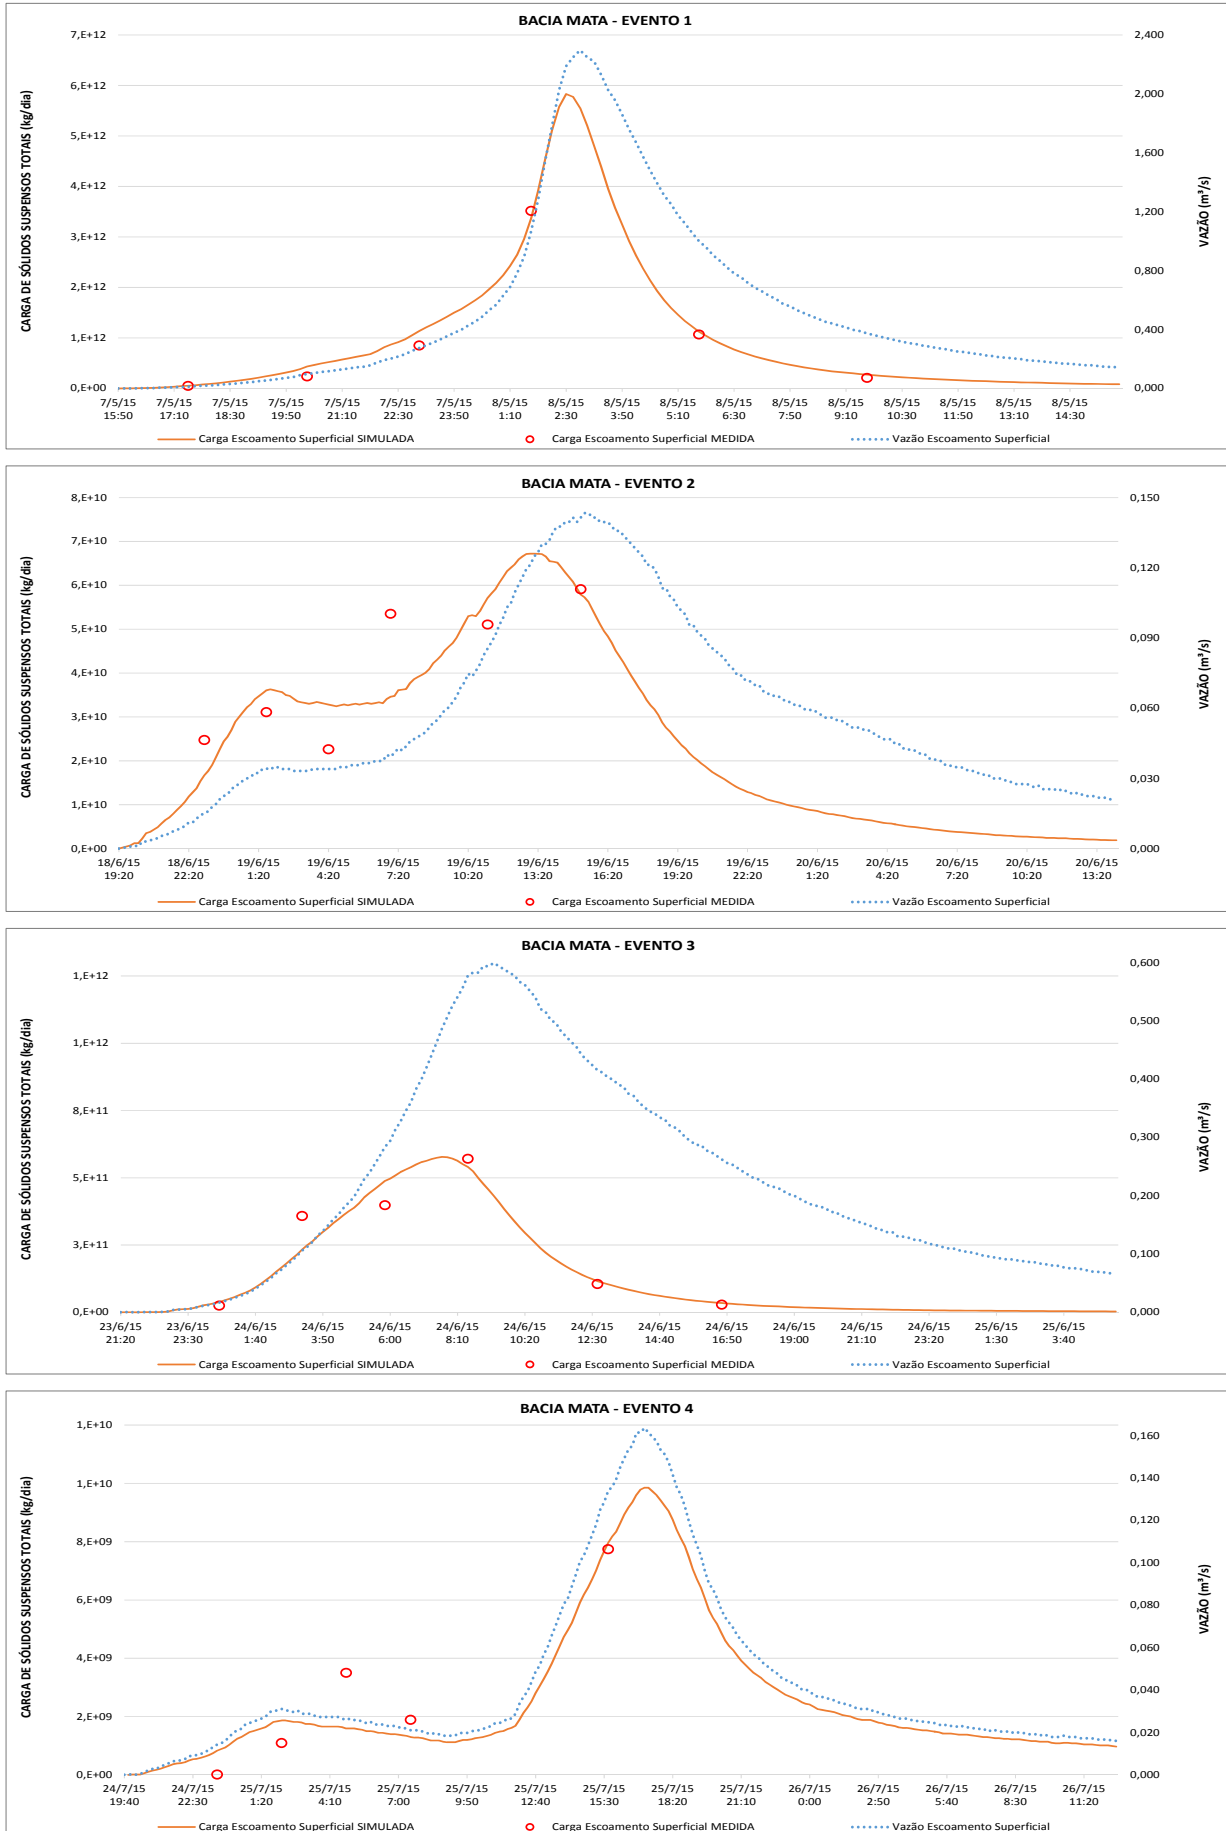 BACIA MATA - EVENTO 1
CARGA DE SÓLIDOS SUSPENSOS TOTAIS (kg/dia)
7,E+12
6,E+12
5,E+12
4,E+12
3,E+12
2,E+12
1,E+12
0,E+00
2,400
2,000
1,600
1,200
0,800
0,400
0,000
VAZÃO (m³/s)
7/5/15 7/5/15 7/5/15 7/5/15 7/5/15 7/5/15 7/5/15 8/5/15 8/5/15 8/5/15 8/5/15 8/5/15 8/5/15 8/5/15 8/5/15 8/5/15 8/5/15 8/5/15
15:50 17:10 18:30 19:50 21:10 22:30 23:50 1:10 2:30 3:50 5:10 6:30 7:50 9:10 10:30 11:50 13:10 14:30
Carga Escoamento Superficial SIMULADA Carga Escoamento Superficial MEDIDA Vazão Escoamento Superficial
BACIA MATA - EVENTO 2
CARGA DE SÓLIDOS SUSPENSOS TOTAIS (kg/dia)
8,E+10
7,E+10
6,E+10
5,E+10
4,E+10
3,E+10
2,E+10
1,E+10
0,E+00
0,150
0,120
0,090
0,060
0,030
0,000
VAZÃO (m³/s)
18/6/15 18/6/15 19/6/15 19/6/15 19/6/15 19/6/15 19/6/15 19/6/15 19/6/15 19/6/15 20/6/15 20/6/15 20/6/15 20/6/15 20/6/15
19:20 22:20 1:20 4:20 7:20 10:20 13:20 16:20 19:20 22:20 1:20 4:20 7:20 10:20 13:20
Carga Escoamento Superficial SIMULADA Carga Escoamento Superficial MEDIDA Vazão Escoamento Superficial
BACIA MATA - EVENTO 3
CARGA DE SÓLIDOS SUSPENSOS TOTAIS (kg/dia)
1,E+12
1,E+12
8,E+11
5,E+11
3,E+11
0,E+00
0,600
0,500
0,400
0,300
0,200
0,100
0,000
VAZÃO (m³/s)
23/6/15 23/6/15 24/6/15 24/6/15 24/6/15 24/6/15 24/6/15 24/6/15 24/6/15 24/6/15 24/6/15 24/6/15 24/6/15 25/6/15 25/6/15
21:20 23:30 1:40 3:50 6:00 8:10 10:20 12:30 14:40 16:50 19:00 21:10 23:20 1:30 3:40
Carga Escoamento Superficial SIMULADA Carga Escoamento Superficial MEDIDA Vazão Escoamento Superficial
BACIA MATA - EVENTO 4
CARGA DE SÓLIDOS SUSPENSOS TOTAIS (kg/dia)
1,E+10
1,E+10
8,E+09
6,E+09
4,E+09
2,E+09
0,E+00
0,160
0,140
0,120
0,100
0,080
0,060
0,040
0,020
0,000
VAZÃO (m³/s)
24/7/15 24/7/15 25/7/15 25/7/15 25/7/15 25/7/15 25/7/15 25/7/15 25/7/15 25/7/15 26/7/15 26/7/15 26/7/15 26/7/15 26/7/15
19:40 22:30 1:20 4:10 7:00 9:50 12:40 15:30 18:20 21:10 0:00 2:50 5:40 8:30 11:20
Carga Escoamento Superficial SIMULADA Carga Escoamento Superficial MEDIDA Vazão Escoamento Superficial